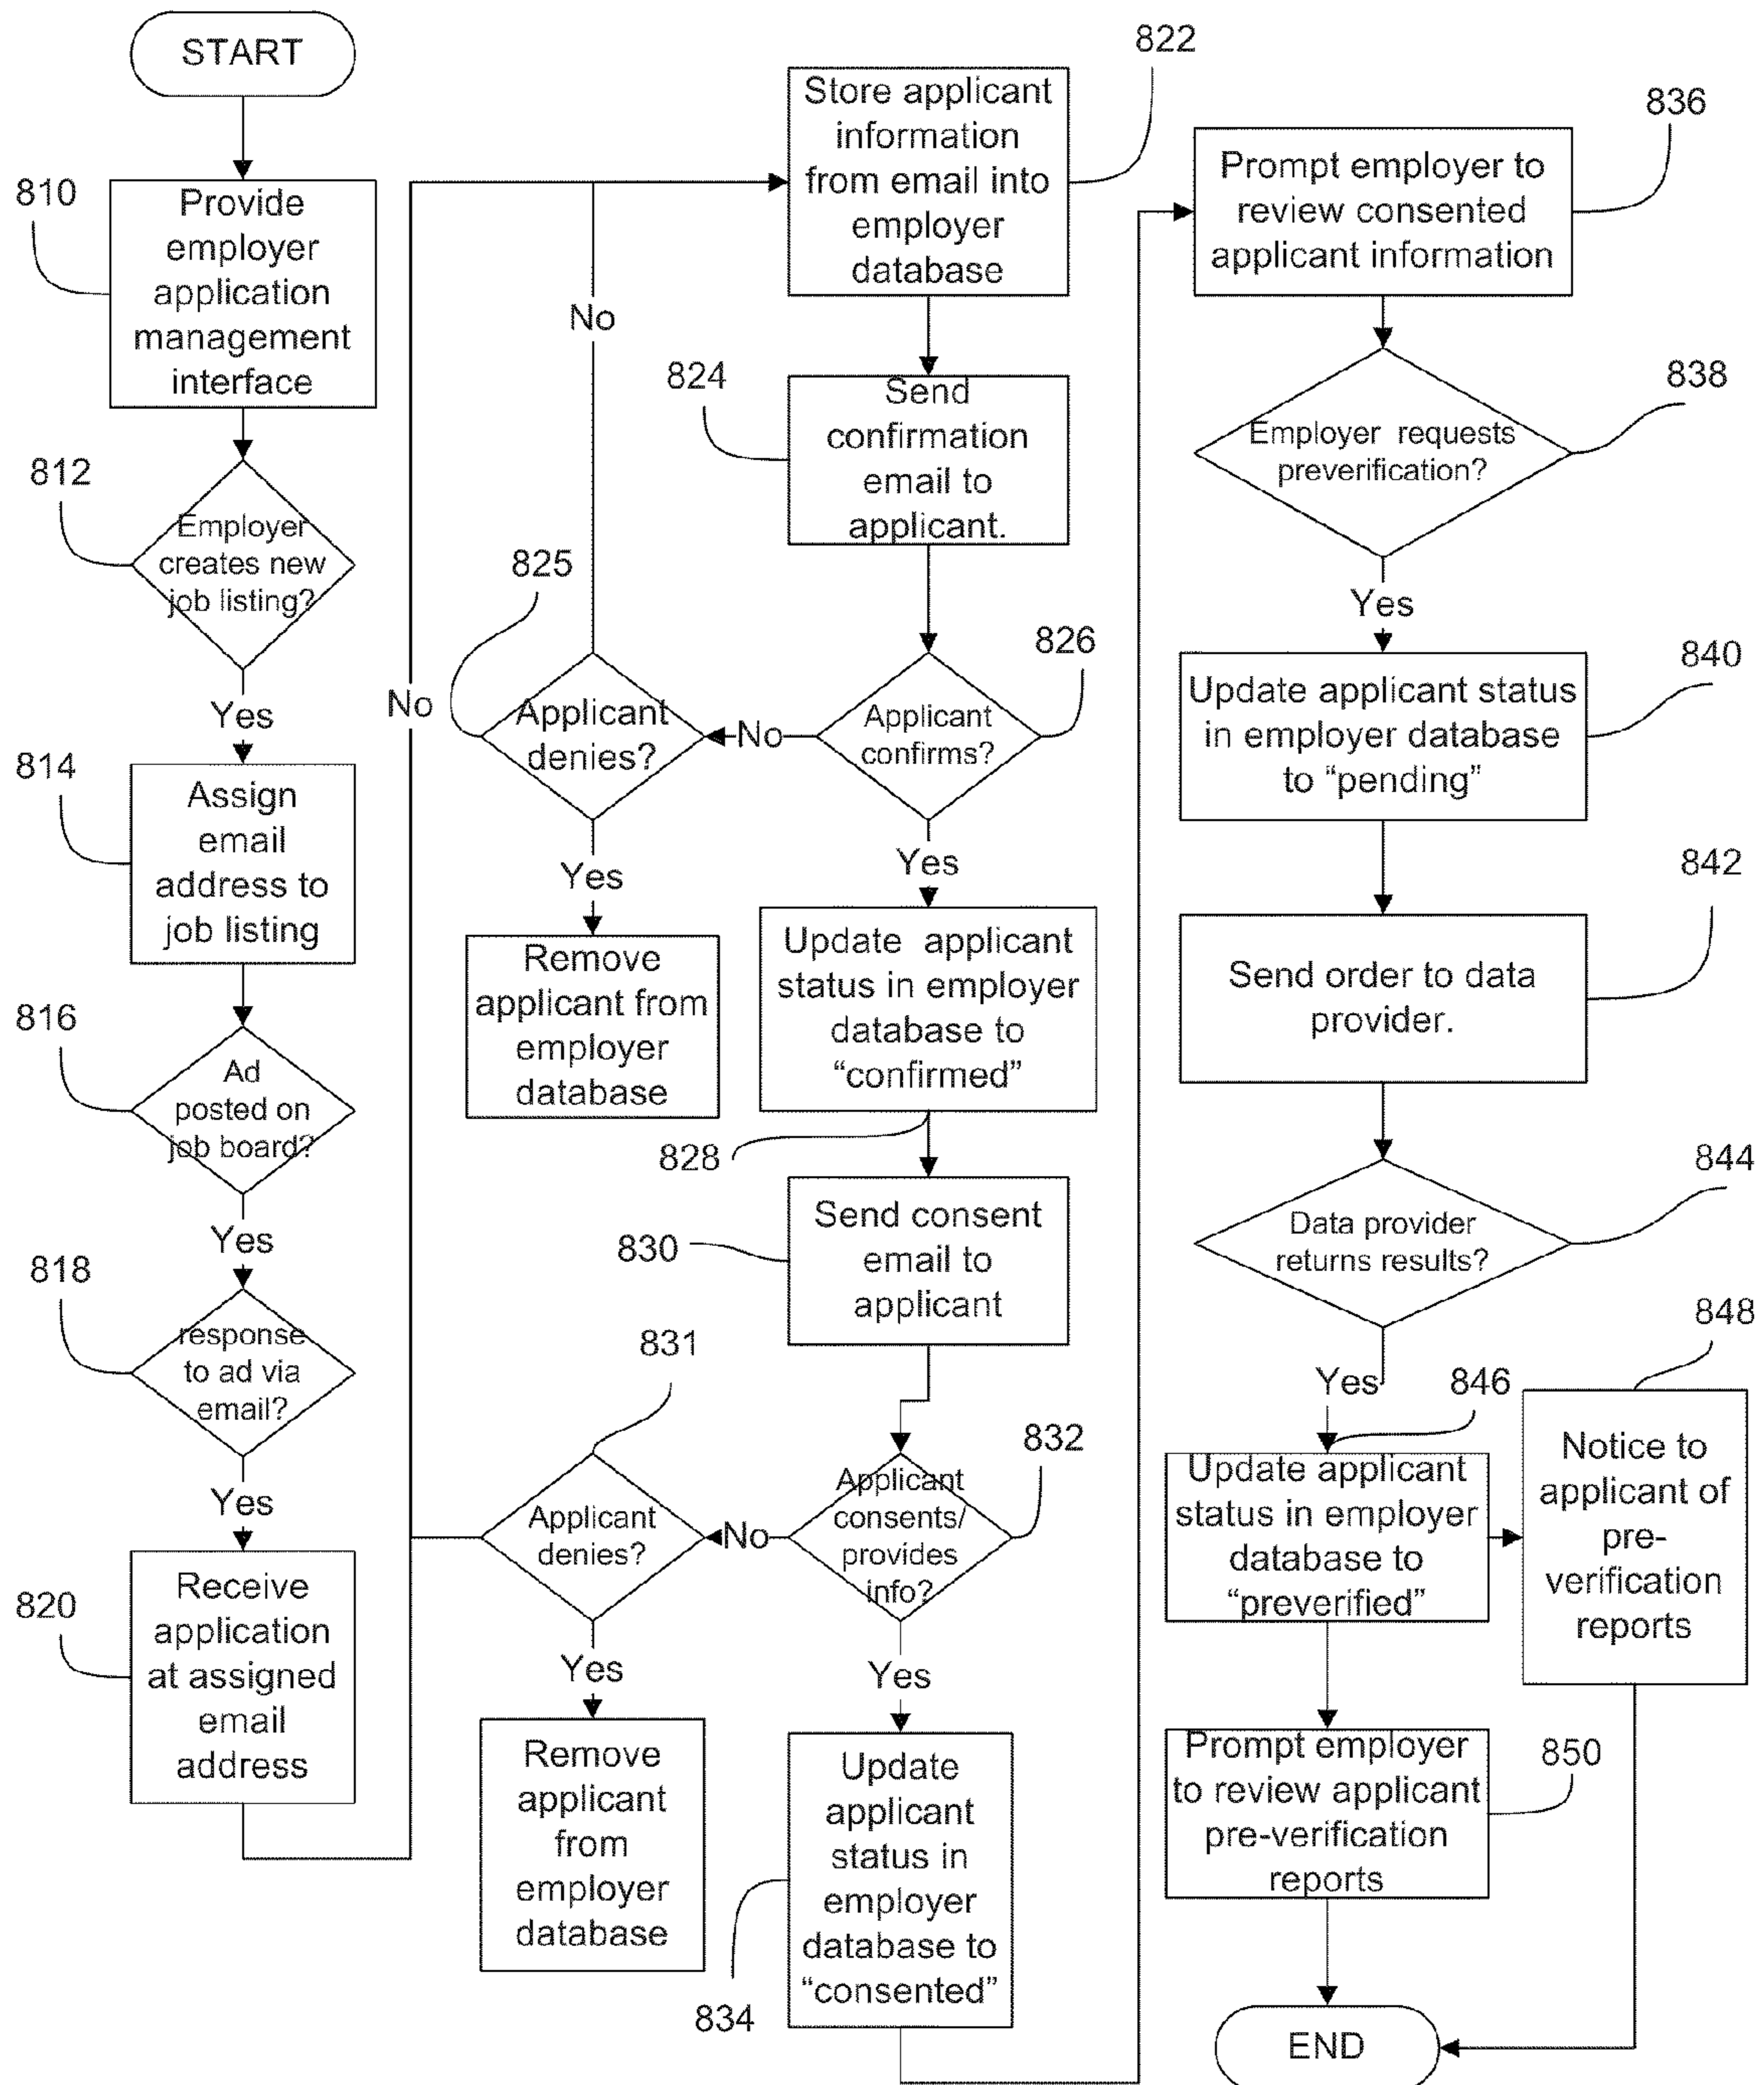 START
810
Provide
employer
application
management
interface
812
Employer
creates new
job listing?
Yes
814
Assign
email
address to
job listing
816
Ad
posted on
job board?
Yes
818
response
to ad via
email?
Yes
820
Receive
application
at assigned
email
address
No
822
Store applicant
information
from email into
employer
database
824
Send
confirmation
email to
applicant.
826
Applicant
confirms?
No
825
Applicant
denies?
No
Yes
Remove
applicant from
employer
database
Yes
Update applicant
status in employer
database to
“confirmed”
828
830
Send consent
email to
applicant
832
Applicant
consents/
provides
info?
No
831
Applicant
denies?
Yes
Remove
applicant
from
employer
database
Yes
Update
applicant
status in
employer
database to
“consented”
834
836
Prompt employer to
review consented
applicant information
838
Employer requests
preverification?
Yes
840
Update applicant status
in employer database
to “pending”
842
Send order to data
provider.
844
Data provider
returns results?
Yes
846
Update applicant
status in employer
database to
“preverified”
848
Notice to
applicant of
pre-
verification
reports
850
Prompt employer
to review applicant
pre-verification
reports
END